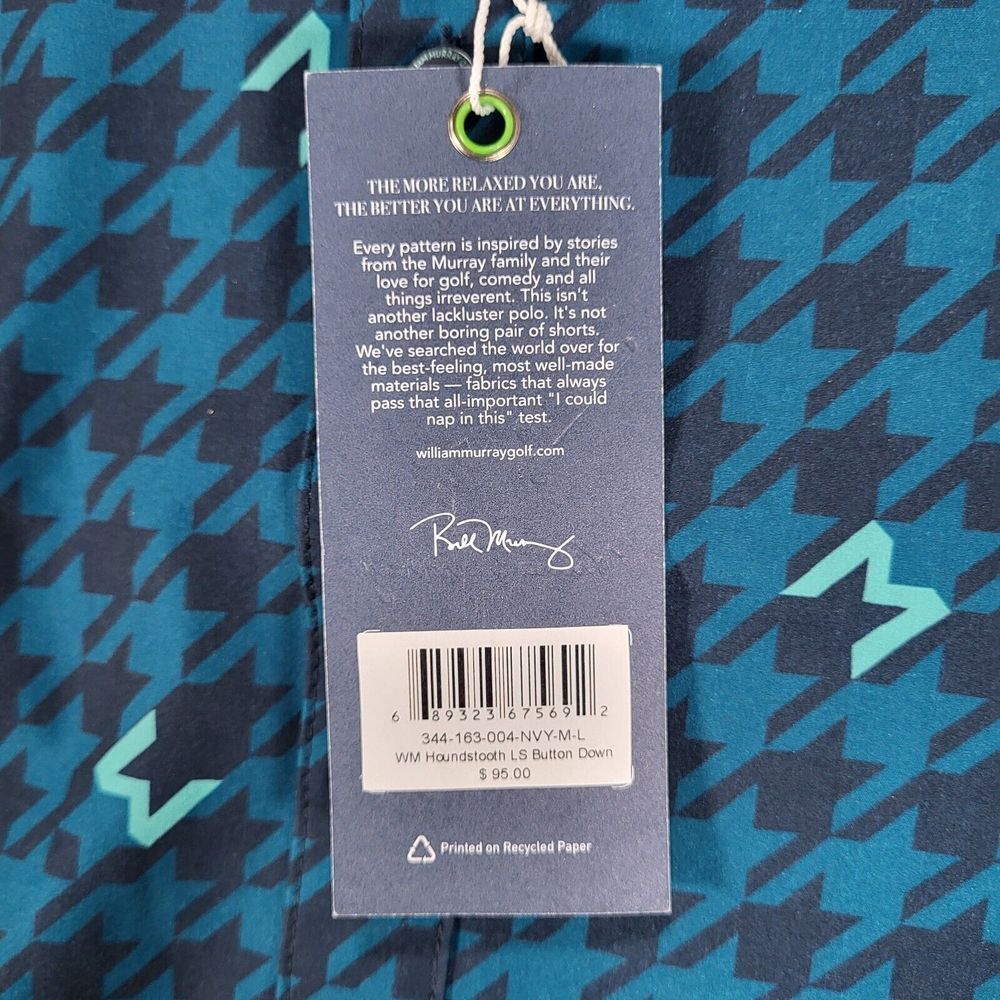 MURRAY
THE MORE RELAXED YOU ARE,
THE BETTER YOU ARE AT EVERYTHING.
Every pattern is inspired by stories
from the Murray family and their
love for golf, comedy and all
things irreverent. This isn't
another lackluster polo. It's not
another boring pair of shorts.
We've searched the world over for
the best-feeling, most well-made
materials — fabrics that always
pass that all-important "I could
nap in this" test.
williammurraygolf.com
Bill Murray
6 89323 67569 2
344-163-004-NVY-M-L
WM Houndstooth LS Button Down
$ 95.00
Printed on Recycled Paper